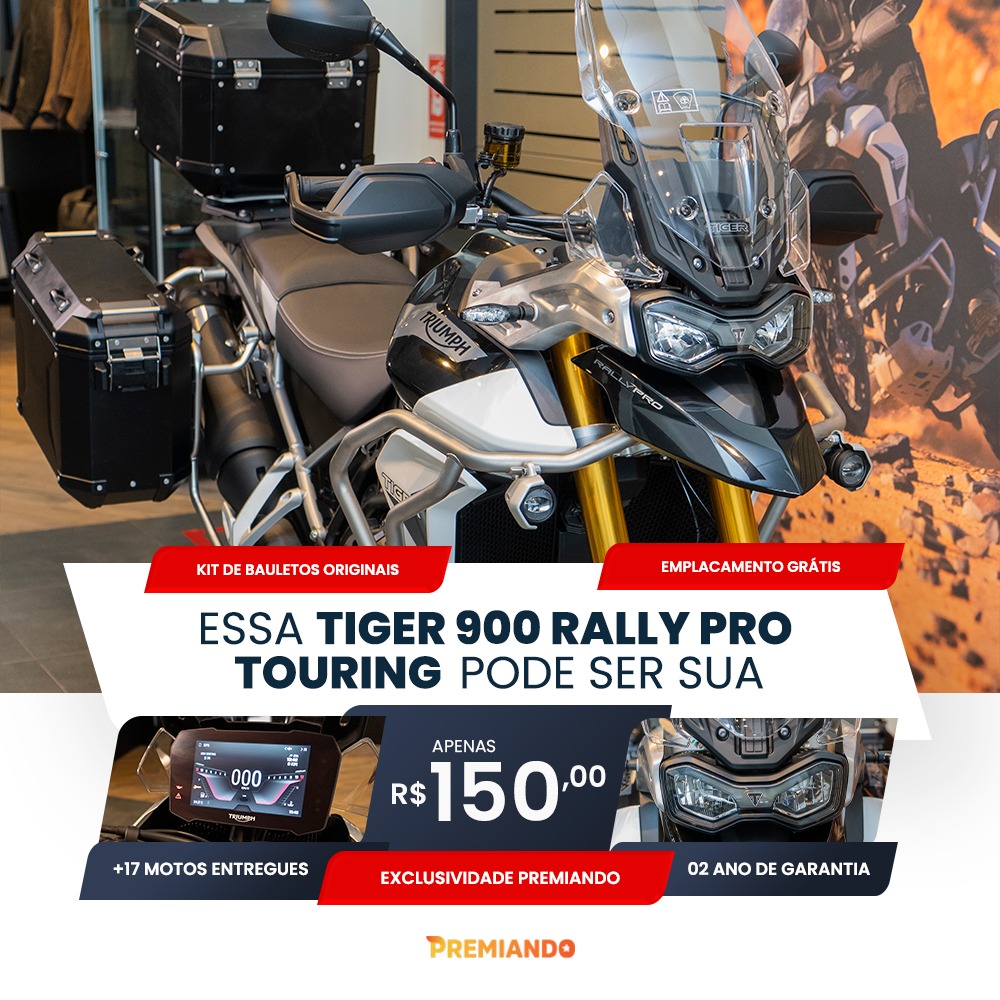 TIGER
TRIUMPH
RALLY PRO
TIGER
KIT DE BAULETOS ORIGINAIS
EMPLACAMENTO GRÁTIS
ESSA TIGER 900 RALLY PRO
TOURING PODE SER SUA
APENAS
R$150,00
000
TRIUMPH
+17 MOTOS ENTREGUES
EXCLUSIVIDADE PREMIANDO
02 ANO DE GARANTIA
PREMIANDO